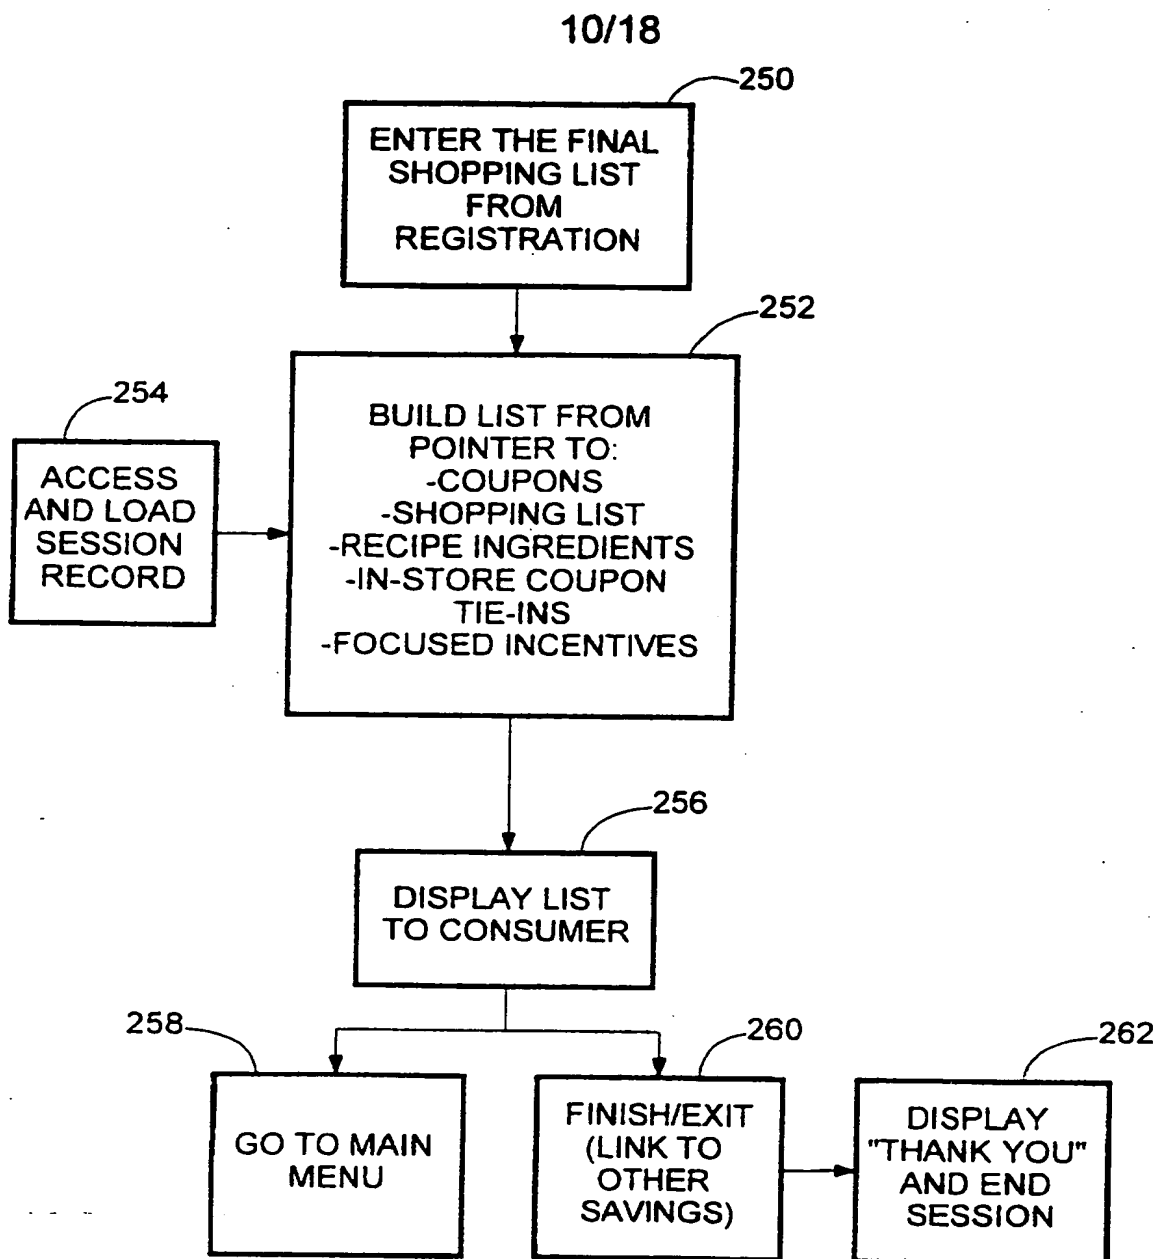 10/18
250
ENTER THE FINAL
SHOPPING LIST
FROM
REGISTRATION
252
BUILD LIST FROM
POINTER TO:
-COUPONS
-SHOPPING LIST
-RECIPE INGREDIENTS
-IN-STORE COUPON
TIE-INS
-FOCUSED INCENTIVES
254
ACCESS
AND LOAD
SESSION
RECORD
256
DISPLAY LIST
TO CONSUMER
258
GO TO MAIN
MENU
260
FINISH/EXIT
(LINK TO
OTHER
SAVINGS)
262
DISPLAY
"THANK YOU"
AND END
SESSION